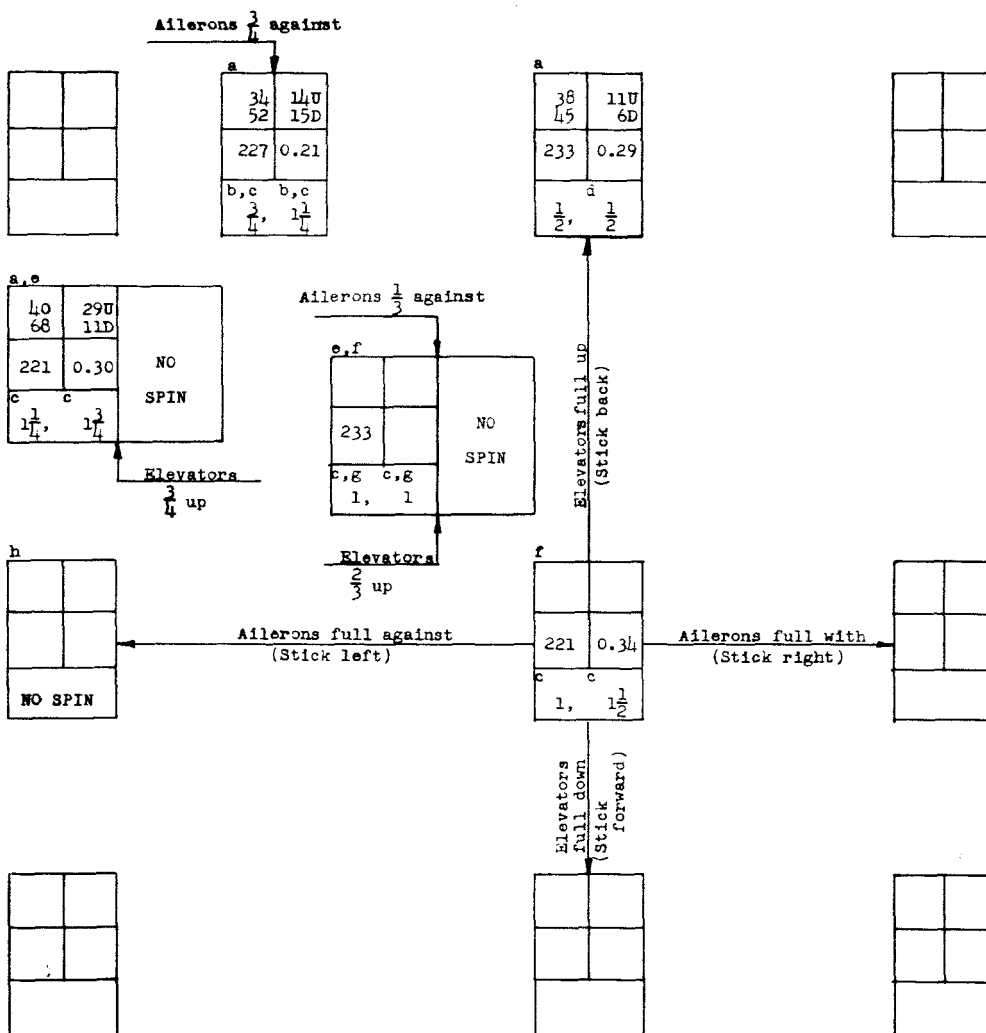 Ailerons 3/4 against
a
34 14U
52 15D
227 0.21
b,c b,c
3/4, 1 1/4
a
38 11U
45 6D
233 0.29
d
1/2, 1/2
a,e
40 29U
68 11D
221 0.30
c c
1 1/4, 1 3/4
NO
SPIN
Elevators
3/4 up
Ailerons 1/3 against
e,f
233
c,g c,g
1, 1
NO
SPIN
Elevators
2/3 up
Elevators full up
(Stick back)
h
NO SPIN
Ailerons full against
(Stick left)
f
221 0.34
c c
1, 1 1/2
Ailerons full with
(Stick right)
Elevators
full down
(Stick
forward)